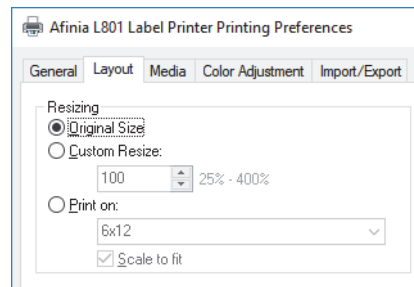 Afinia L801 Label Printer Printing Preferences
General Layout Media Color Adjustment Import/Export
Resizing
Original Size
Custom Resize:
100 25% - 400%
Print on:
6x12
Scale to fit